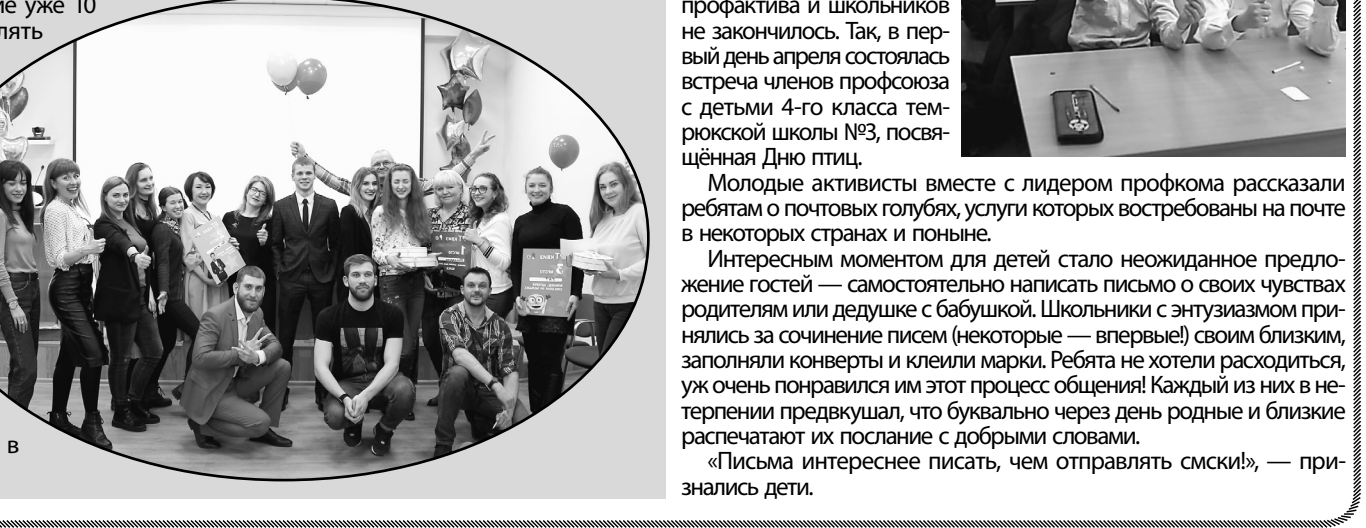 ие уже 10
лять
в
профактива и школьников
не закончилось. Так, в пер-
вый день апреля состоялась
встреча членов профсоюза
с детьми 4-го класса тем-
рюкской школы №3, посвя-
щённая Дню птиц.
Молодые активисты вместе с лидером профкома рассказали
ребятам о почтовых голубях, услуги которых востребованы на почте
в некоторых странах и поныне.
Интересным моментом для детей стало неожиданное предло-
жение гостей — самостоятельно написать письмо о своих чувствах
родителям или дедушке с бабушкой. Школьники с энтузиазмом при-
нялись за сочинение писем (некоторые — впервые!) своим близким,
заполняли конверты и клеили марки. Ребята не хотели расходиться,
уж очень понравился им этот процесс общения! Каждый из них в не-
терпении предвкушал, что буквально через день родные и близкие
распечатают их послание с добрыми словами.
«Письма интереснее писать, чем отправлять смски!», — при-
знались дети.